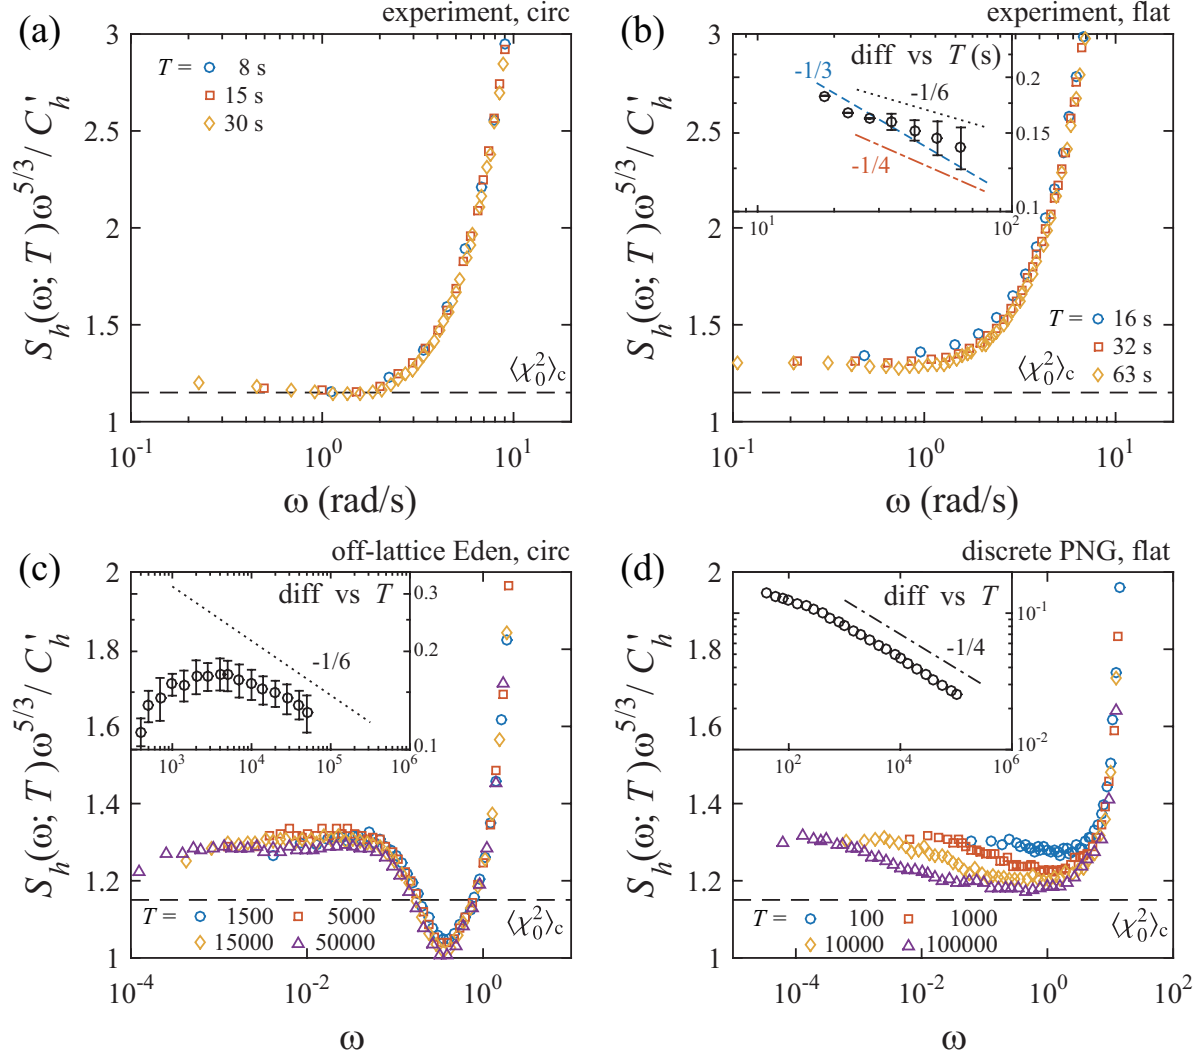 (a)
experiment, circ
3
2.5
2
1.5
1
S_h(ω; T)ω^{5/3}/ C'_h
T = 8 s
15 s
30 s
⟨χ_0^2⟩_c
10^{-1}
10^0
10^1
ω (rad/s)
(b)
experiment, flat
3
2.5
2
1.5
1
S_h(ω; T)ω^{5/3}/ C'_h
diff vs T (s)
-1/3
-1/6
-1/4
0.2
0.15
0.1
10^1
10^2
T = 16 s
32 s
63 s
⟨χ_0^2⟩_c
10^{-1}
10^0
10^1
ω (rad/s)
(c)
off-lattice Eden, circ
2
1.8
1.6
1.4
1.2
1
S_h(ω; T)ω^{5/3}/ C'_h
diff vs T
-1/6
0.3
0.2
0.1
10^3
10^4
10^5
10^6
T = 1500 5000
15000 50000
⟨χ_0^2⟩_c
10^{-4}
10^{-2}
10^0
ω
(d)
discrete PNG, flat
2
1.8
1.6
1.4
1.2
1
S_h(ω; T)ω^{5/3}/ C'_h
diff vs T
-1/4
10^{-1}
10^{-2}
10^2
10^4
10^6
T = 100 1000
10000 100000
⟨χ_0^2⟩_c
10^{-4}
10^{-2}
10^0
10^2
ω